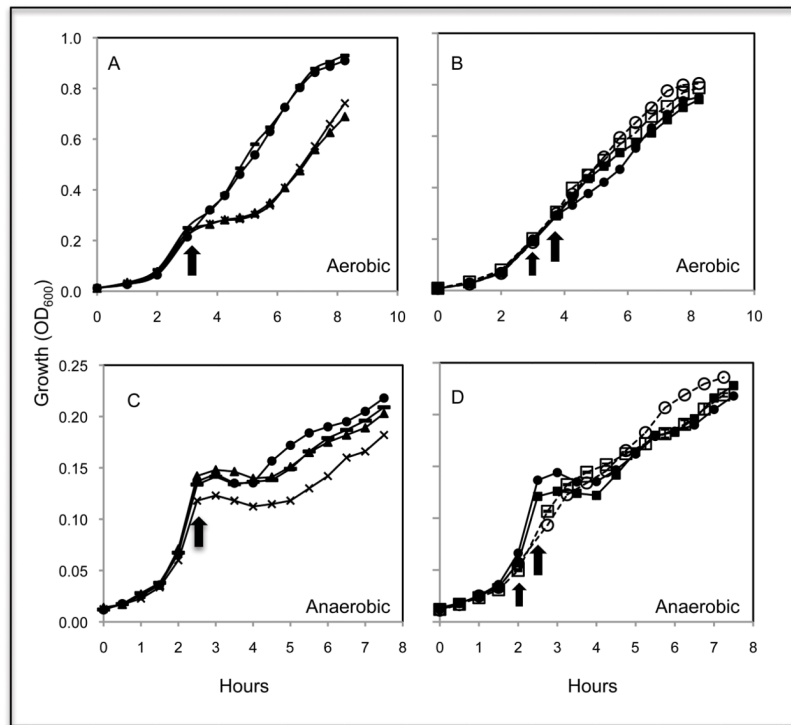 Growth (OD600)
1.0
0.8
0.6
0.4
0.2
0.0
A
Aerobic
0 2 4 6 8 10
B
Aerobic
0 2 4 6 8 10
0.25
0.20
0.15
0.10
0.05
0.00
C
Anaerobic
0 1 2 3 4 5 6 7 8
D
Anaerobic
0 1 2 3 4 5 6 7 8
Hours
Hours